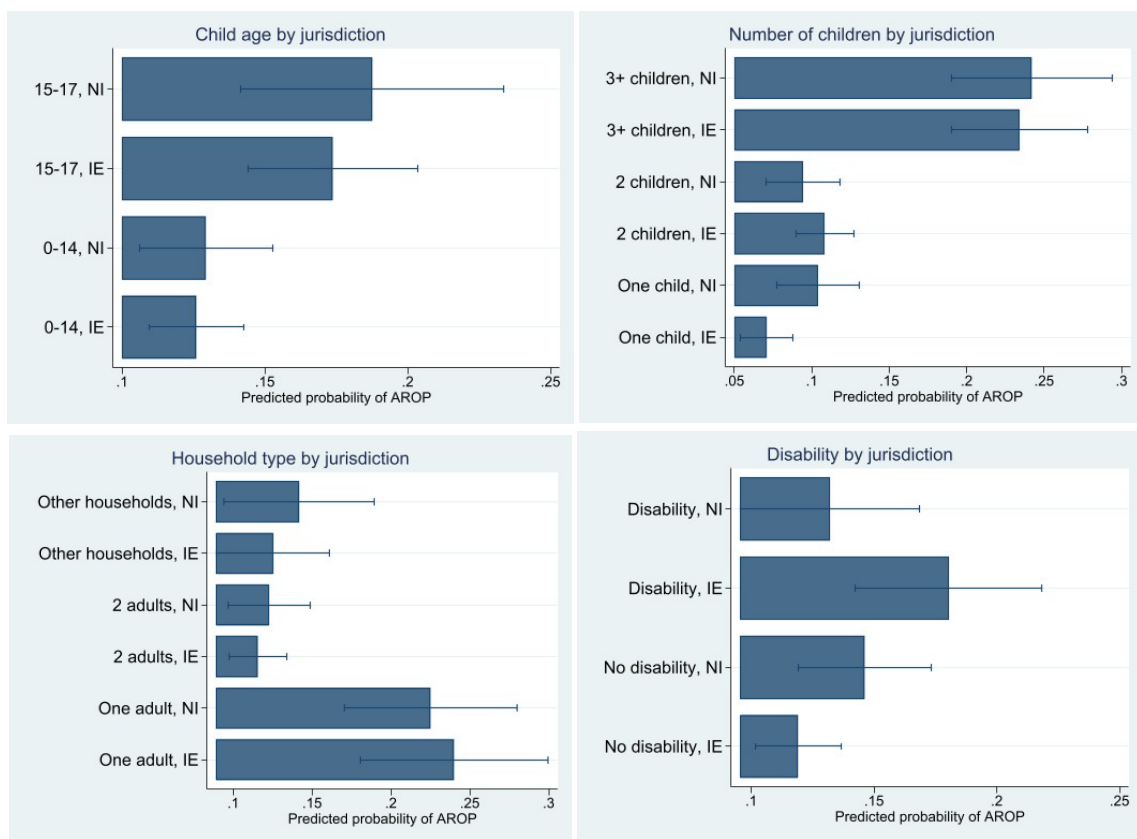 Child age by jurisdiction
15-17, NI
15-17, IE
0-14, NI
0-14, IE
.1 .15 .2 .25
Predicted probability of AROP
Number of children by jurisdiction
3+ children, NI
3+ children, IE
2 children, NI
2 children, IE
One child, NI
One child, IE
.05 .1 .15 .2 .25 .3
Predicted probability of AROP
Household type by jurisdiction
Other households, NI
Other households, IE
2 adults, NI
2 adults, IE
One adult, NI
One adult, IE
.1 .15 .2 .25 .3
Predicted probability of AROP
Disability by jurisdiction
Disability, NI
Disability, IE
No disability, NI
No disability, IE
.1 .15 .2 .25
Predicted probability of AROP